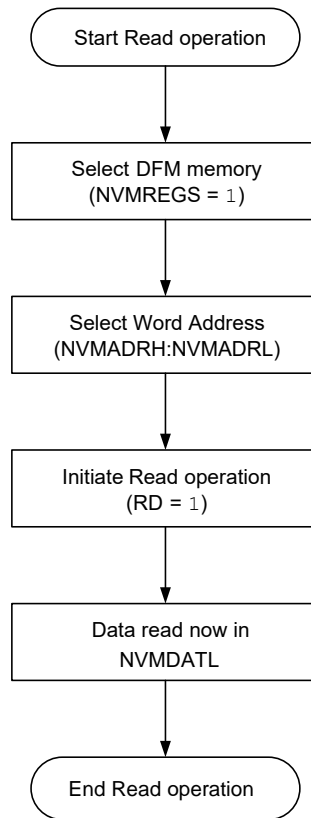 Start Read operation
Select DFM memory
(NVMREGS = 1)
Select Word Address
(NVMADRH:NVMADRL)
Initiate Read operation
(RD = 1)
Data read now in
NVMDATL
End Read operation